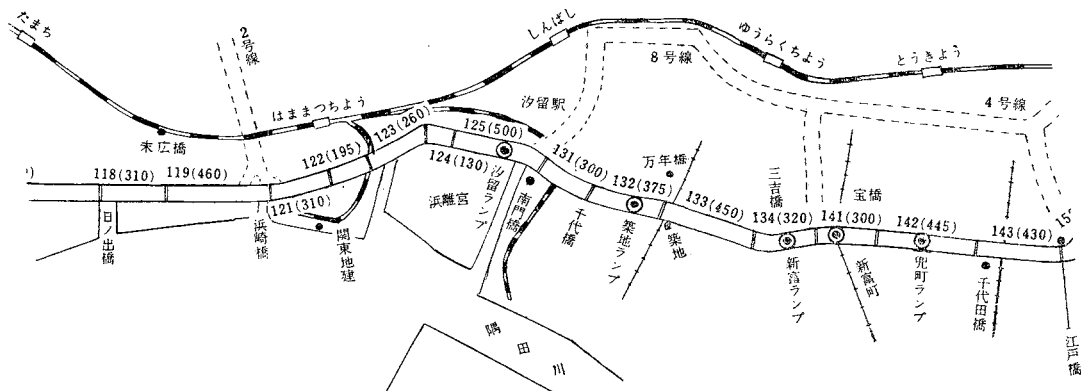 たまち
2号線
はままつちよう
しんばし
8号線
ゆうらくちよう
とうきよう
4号線
末広橋
汐留駅
118(310)
119(460)
121(310)
122(195)
123(260)
124(130)
125(500)
131(300)
132(375)
133(450)
134(320)
141(300)
142(445)
143(430)
日ノ出橋
浜崎橋
関東地建
浜離宮
汐留ランプ
南門橋
千代橋
築地ランプ
万年橋
築地
三吉橋
新富ランプ
宝橋
新富町
兜町ランプ
千代田橋
江戸橋
隅田川